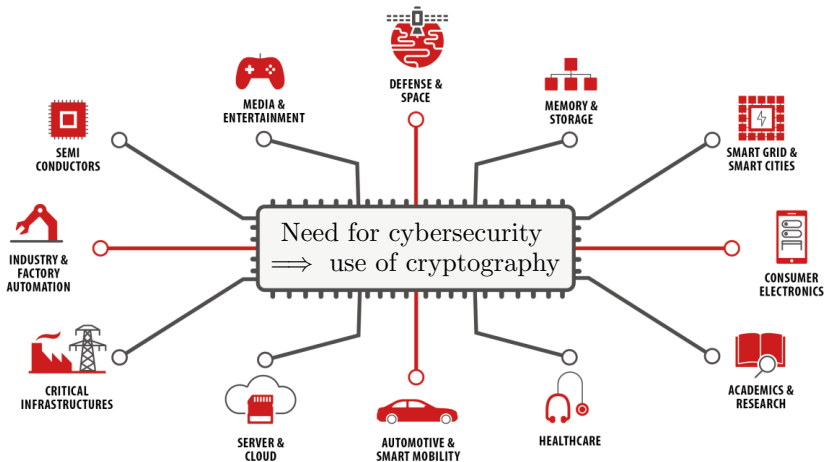 DEFENSE &
SPACE
MEDIA &
ENTERTAINMENT
MEMORY &
STORAGE
SEMI
CONDUCTORS
SMART GRID &
SMART CITIES
Need for cybersecurity
⟹ use of cryptography
INDUSTRY &
FACTORY
AUTOMATION
CONSUMER
ELECTRONICS
CRITICAL
INFRASTRUCTURES
ACADEMICS &
RESEARCH
SERVER &
CLOUD
AUTOMOTIVE &
SMART MOBILITY
HEALTHCARE